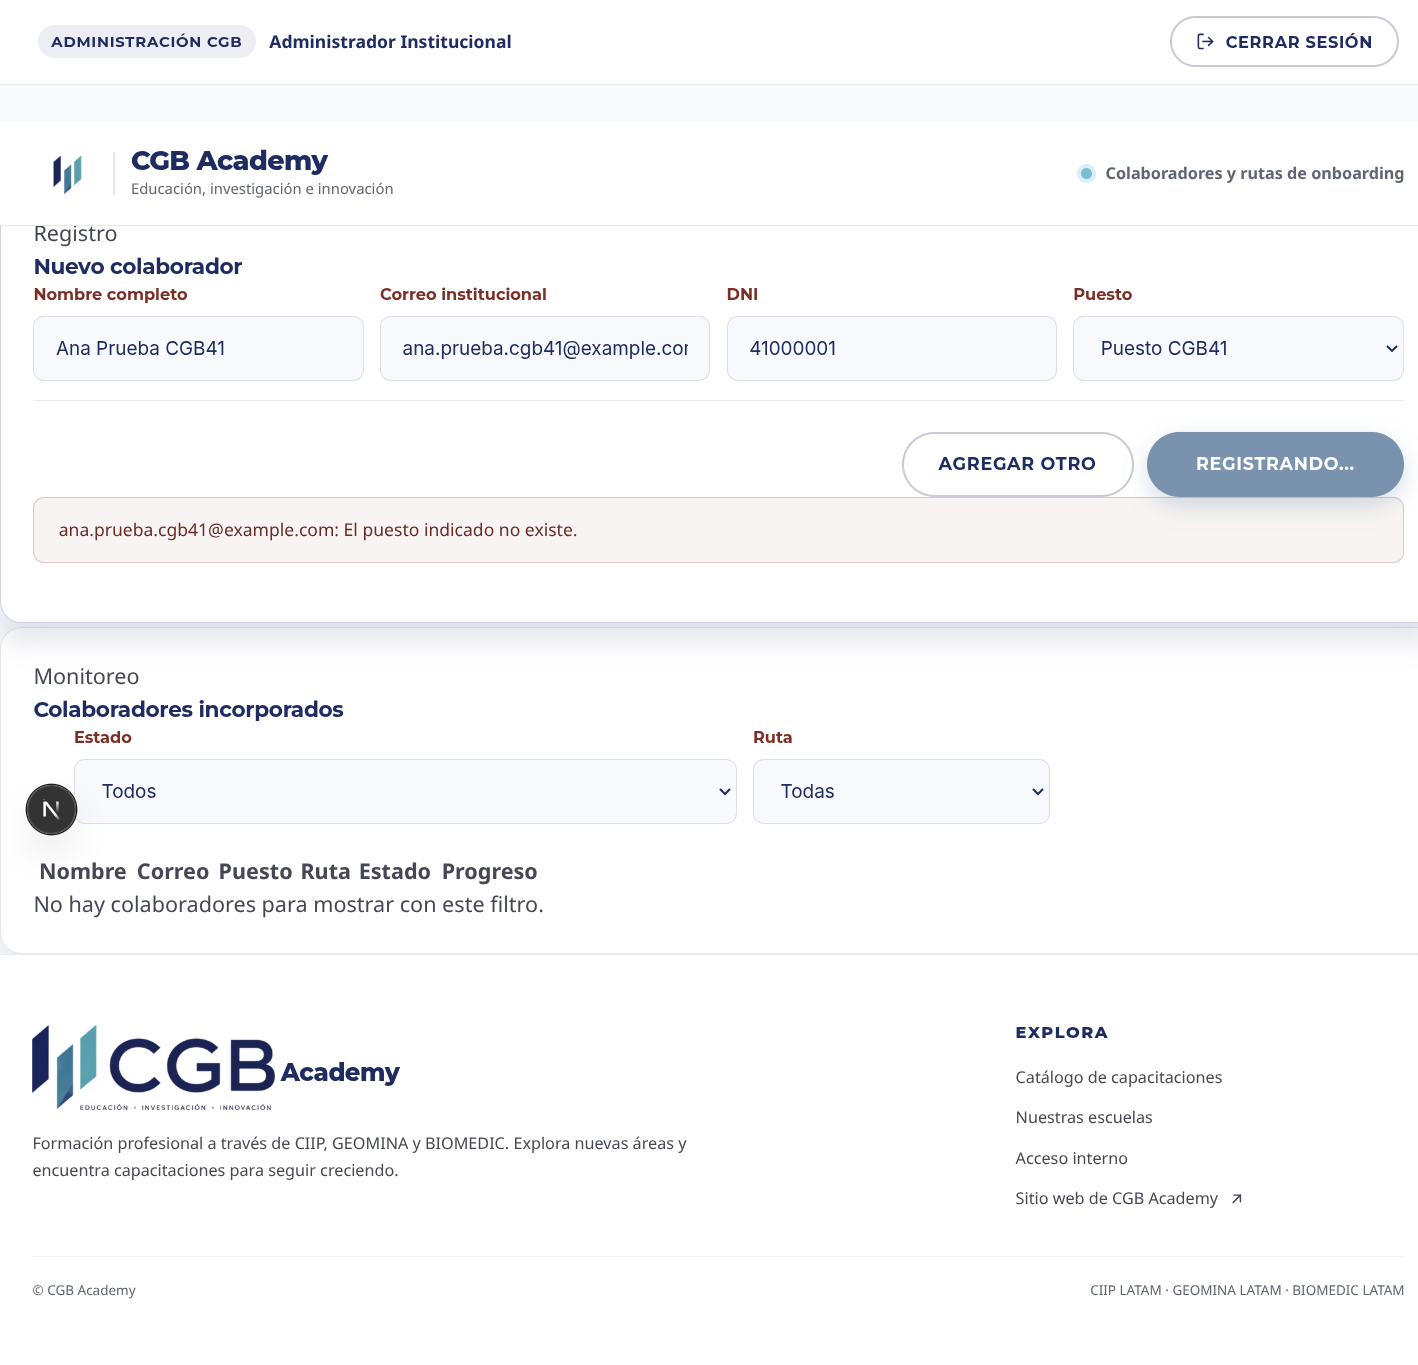 ADMINISTRACIÓN CGB Administrador Institucional CERRAR SESIÓN
CGB Academy
Educación, investigación e innovación
Colaboradores y rutas de onboarding
Registro
Nuevo colaborador
Nombre completo Correo institucional DNI Puesto
Ana Prueba CGB41 ana.prueba.cgb41@example.cor 41000001 Puesto CGB41
AGREGAR OTRO REGISTRANDO...
ana.prueba.cgb41@example.com: El puesto indicado no existe.
Monitoreo
Colaboradores incorporados
Estado Ruta
Todos Todas
N
Nombre Correo Puesto Ruta Estado Progreso
No hay colaboradores para mostrar con este filtro.
CGB Academy
EDUCACIÓN • INVESTIGACIÓN • INNOVACIÓN
Formación profesional a través de CIIP, GEOMINA y BIOMEDIC. Explora nuevas áreas y
encuentra capacitaciones para seguir creciendo.
EXPLORA
Catálogo de capacitaciones
Nuestras escuelas
Acceso interno
Sitio web de CGB Academy
© CGB Academy
CIIP LATAM · GEOMINA LATAM · BIOMEDIC LATAM